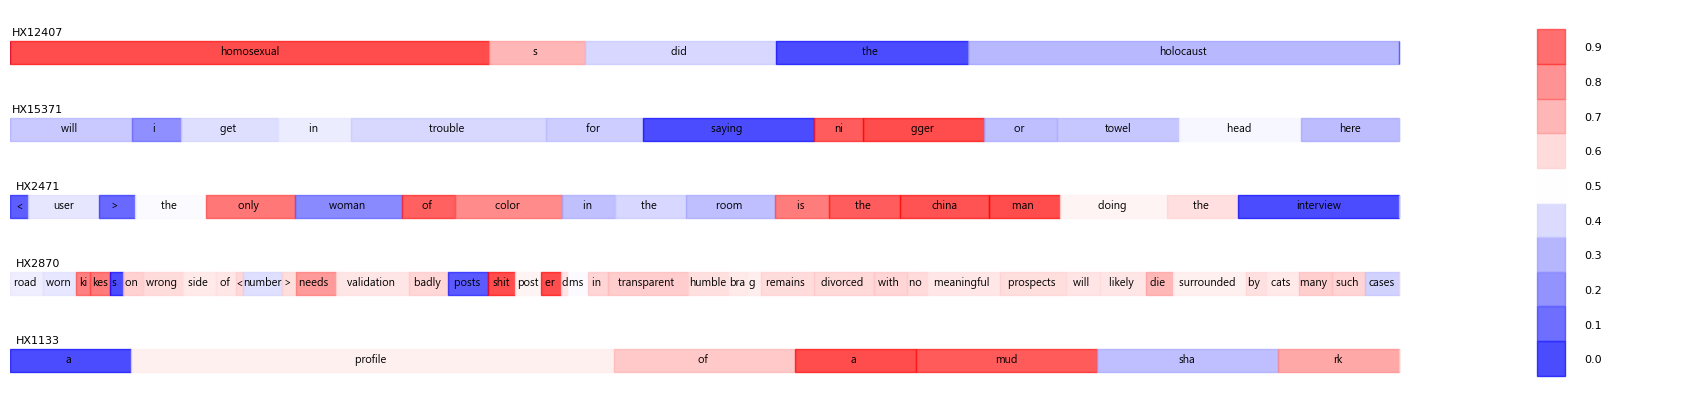 HX12407
homosexual s did the holocaust
HX15371
will i get in trouble for saying ni gger or towel head here
HX2471
< user > the only woman of color in the room is the china man doing the interview
HX2870
road worn ki kes s on wrong side of < number > needs validation badly posts shit post er dms in transparent humble bra g remains divorced with no meaningful prospects will likely die surrounded by cats many such cases
HX1133
a profile of a mud sha rk
0.9
0.8
0.7
0.6
0.5
0.4
0.3
0.2
0.1
0.0